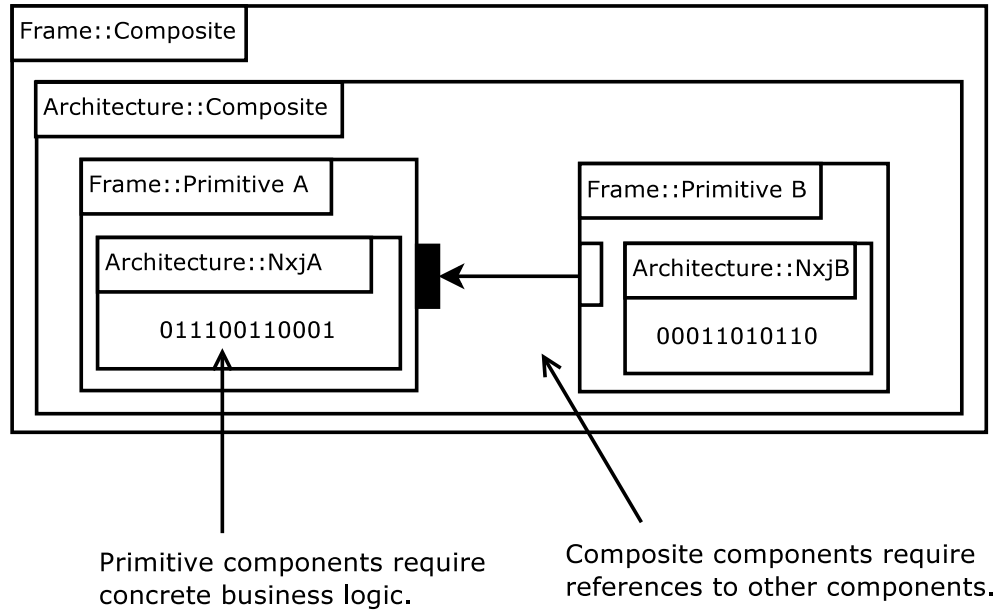 Frame::Composite
Architecture::Composite
Frame::Primitive A
Frame::Primitive B
Architecture::NxjA
Architecture::NxjB
011100110001
00011010110
Primitive components require
concrete business logic.
Composite components require
references to other components.